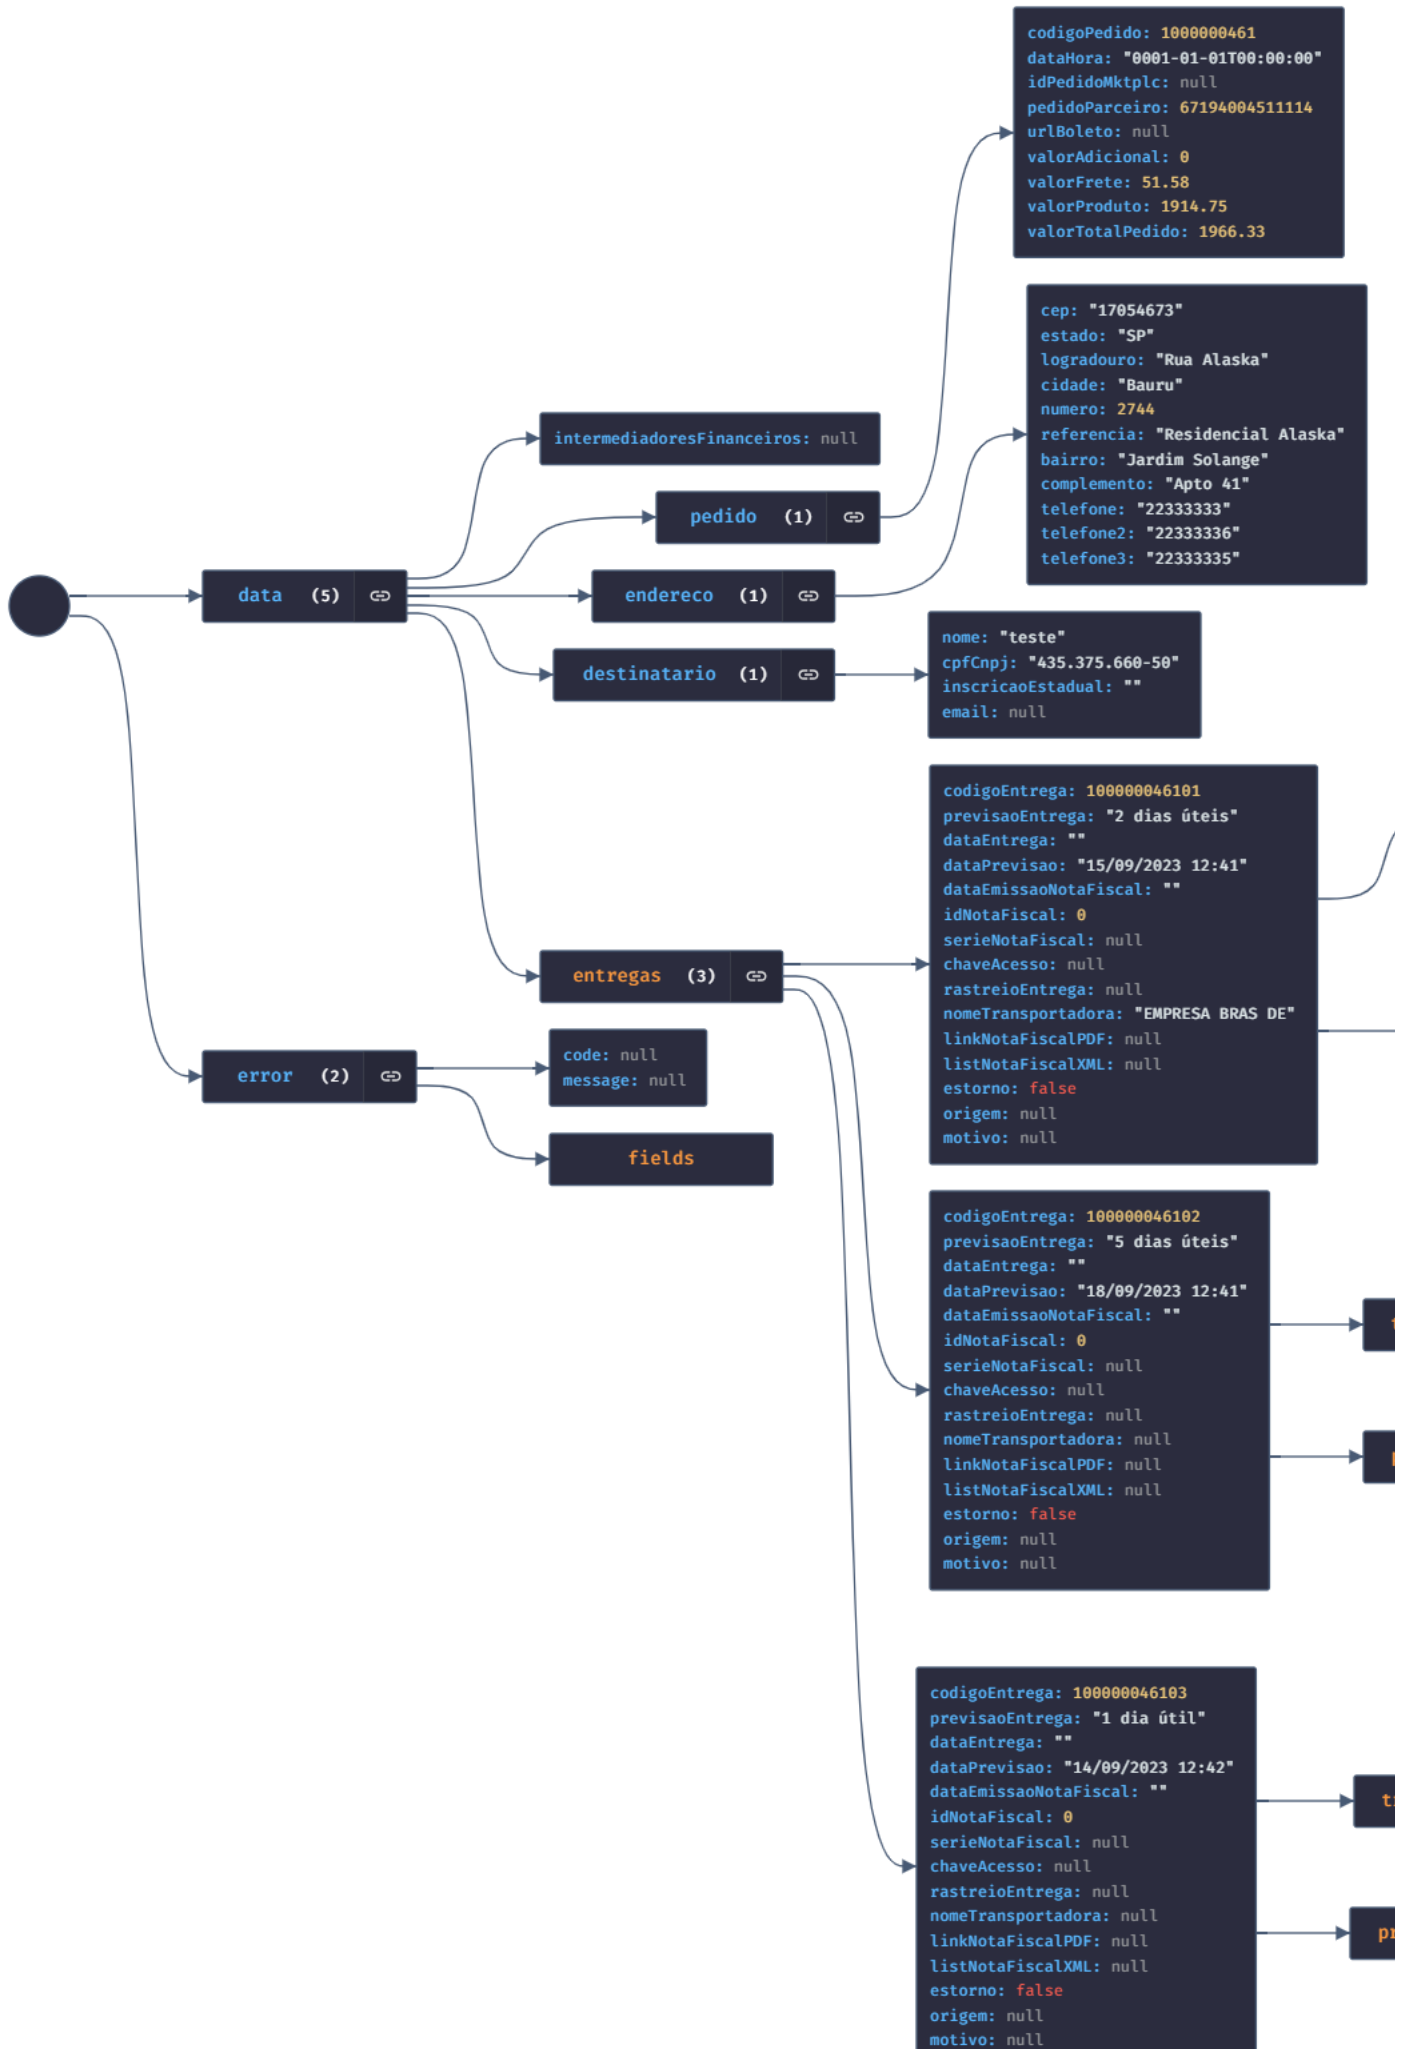 codigoPedido: 1000000461
dataHora: "0001-01-01T00:00:00"
idPedidoMktplc: null
pedidoParceiro: 67194004511114
urlBoleto: null
valorAdicional: 0
valorFrete: 51.58
valorProduto: 1914.75
valorTotalPedido: 1966.33
cep: "17054673"
estado: "SP"
logradouro: "Rua Alaska"
cidade: "Bauru"
numero: 2744
referencia: "Residencial Alaska"
bairro: "Jardim Solange"
complemento: "Apto 41"
telefone: "22333333"
telefone2: "22333336"
telefone3: "22333335"
intermediadoresFinanceiros: null
pedido (1)
data (5)
endereco (1)
destinatario (1)
nome: "teste"
cpfCnpj: "435.375.660-50"
inscricaoEstadual: ""
email: null
codigoEntrega: 100000046101
previsaoEntrega: "2 dias úteis"
dataEntrega: ""
dataPrevisao: "15/09/2023 12:41"
dataEmissaoNotaFiscal: ""
idNotaFiscal: 0
serieNotaFiscal: null
chaveAcesso: null
rastreioEntrega: null
nomeTransportadora: "EMPRESA BRAS DE"
linkNotaFiscalPDF: null
listNotaFiscalXML: null
estorno: false
origem: null
motivo: null
entregas (3)
error (2)
code: null
message: null
fields
codigoEntrega: 100000046102
previsaoEntrega: "5 dias úteis"
dataEntrega: ""
dataPrevisao: "18/09/2023 12:41"
dataEmissaoNotaFiscal: ""
idNotaFiscal: 0
serieNotaFiscal: null
chaveAcesso: null
rastreioEntrega: null
nomeTransportadora: null
linkNotaFiscalPDF: null
listNotaFiscalXML: null
estorno: false
origem: null
motivo: null
codigoEntrega: 100000046103
previsaoEntrega: "1 dia útil"
dataEntrega: ""
dataPrevisao: "14/09/2023 12:42"
dataEmissaoNotaFiscal: ""
idNotaFiscal: 0
serieNotaFiscal: null
chaveAcesso: null
rastreioEntrega: null
nomeTransportadora: null
linkNotaFiscalPDF: null
listNotaFiscalXML: null
estorno: false
origem: null
motivo: null